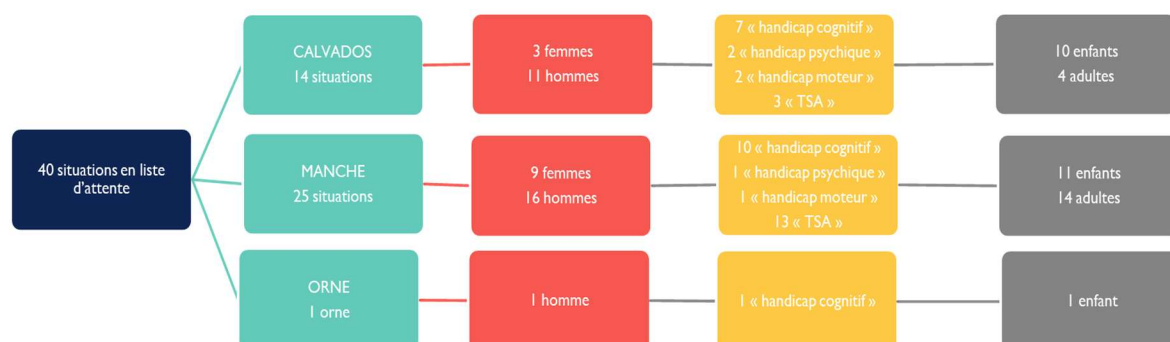 40 situations en liste
d'attente
CALVADOS
14 situations
3 femmes
11 hommes
7 « handicap cognitif »
2 « handicap psychique »
2 « handicap moteur »
3 « TSA »
10 enfants
4 adultes
MANCHE
25 situations
9 femmes
16 hommes
10 « handicap cognitif »
1 « handicap psychique »
1 « handicap moteur »
13 « TSA »
11 enfants
14 adultes
ORNE
1 orne
1 homme
1 « handicap cognitif »
1 enfant